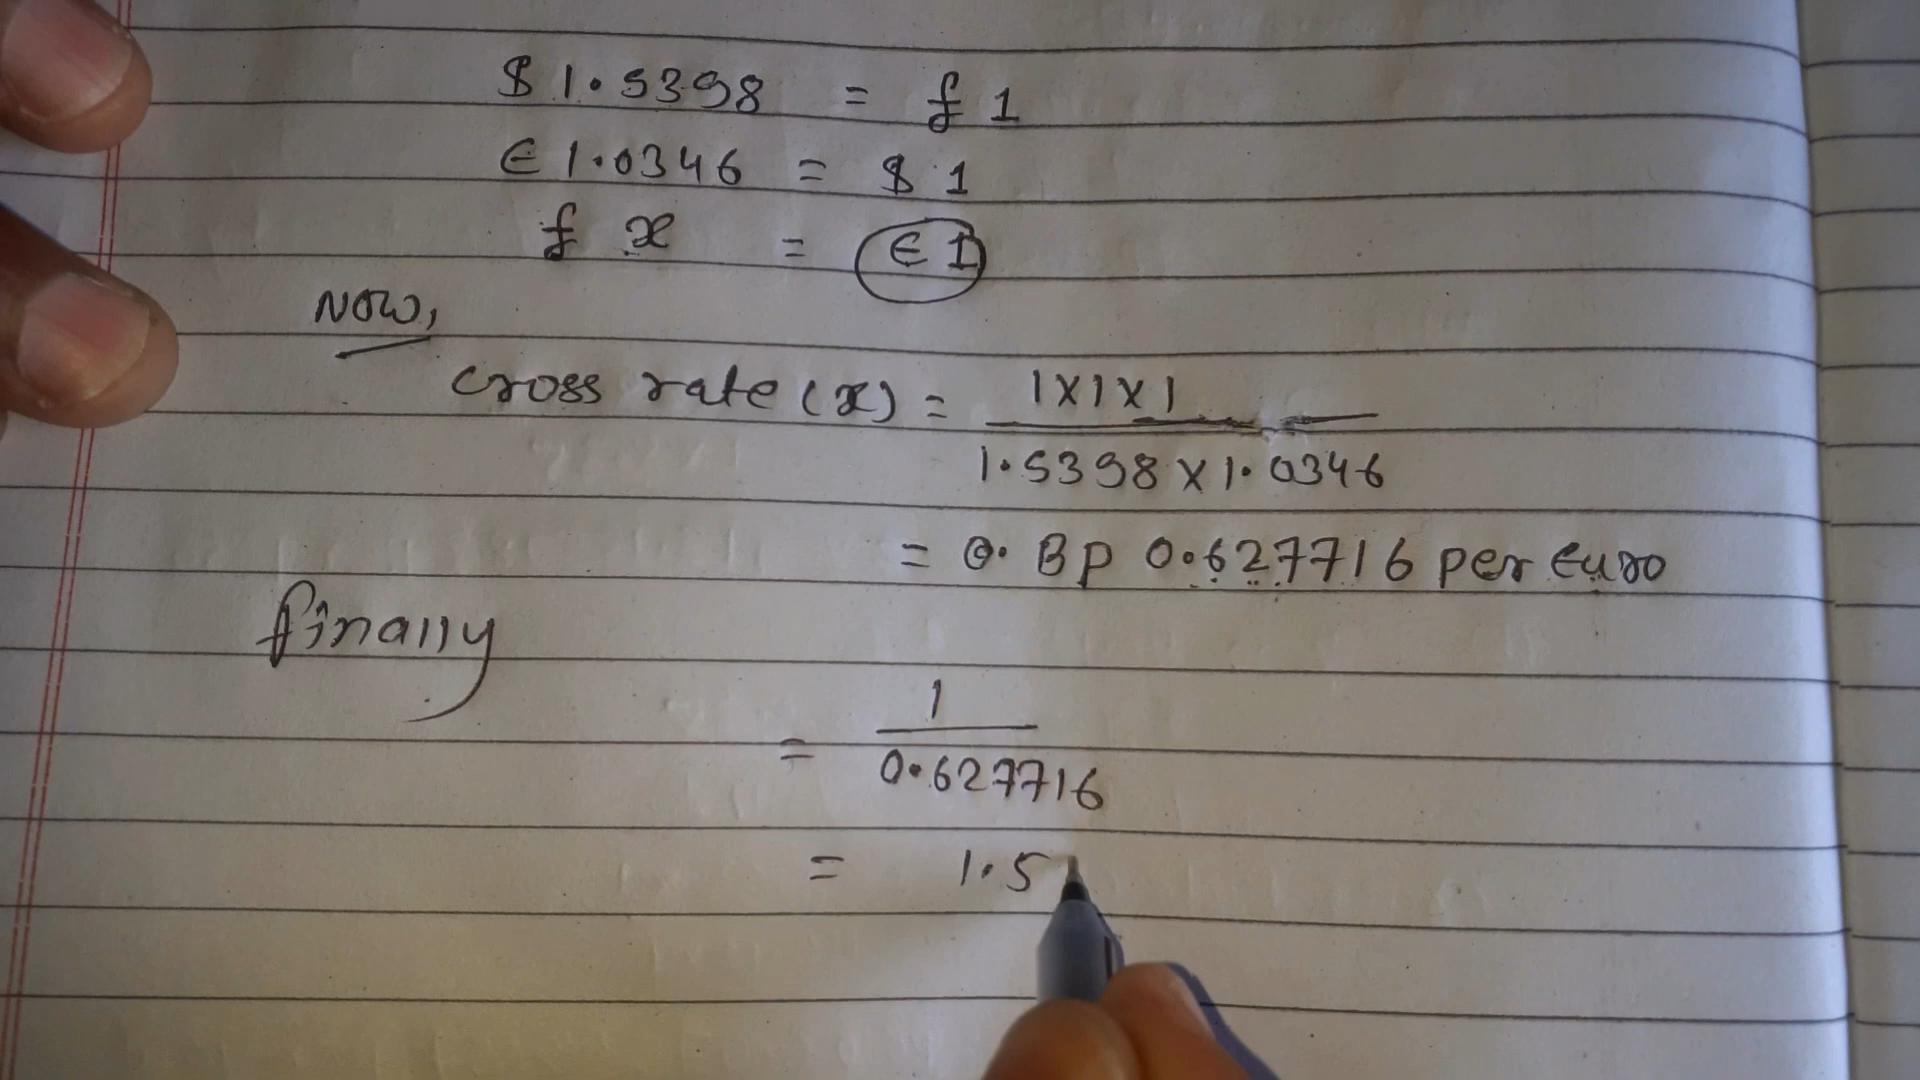 $ 1.5398 = £ 1
€ 1.0346 = $ 1
£ x = € 1
Now,
cross rate (x) = 1X1X1 / 1.5398 X 1.0346
= 0. BP 0.627716 per Euro
finally
= 1 / 0.627716
= 1.5